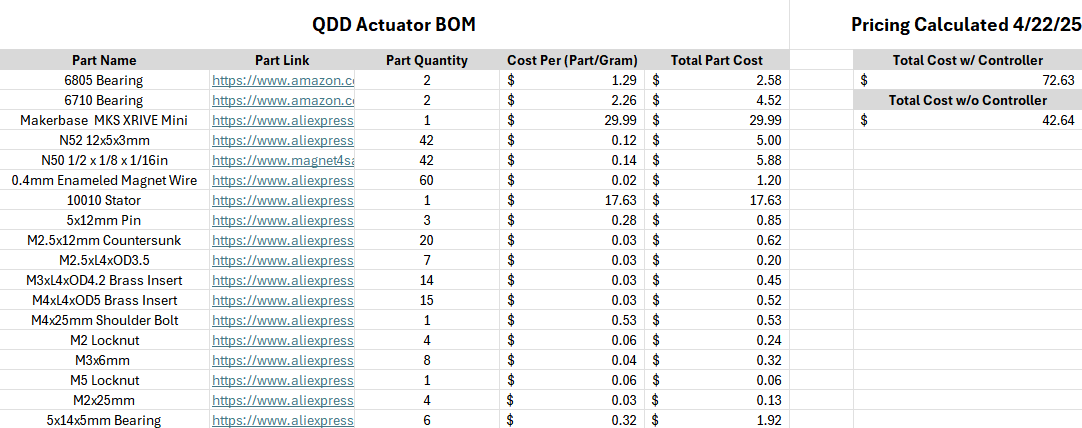 QDD Actuator BOM Pricing Calculated 4/22/25
Part Name Part Link Part Quantity Cost Per (Part/Gram) Total Part Cost Total Cost w/ Controller
6805 Bearing https://www.amazon.co 2 $ 1.29 $ 2.58 $ 72.63
6710 Bearing https://www.amazon.co 2 $ 2.26 $ 4.52 Total Cost w/o Controller
Makerbase MKS XRIVE Mini https://www.aliexpress 1 $ 29.99 $ 29.99 $ 42.64
N52 12x5x3mm https://www.aliexpress 42 $ 0.12 $ 5.00
N50 1/2 x 1/8 x 1/16in https://www.magnet4sa 42 $ 0.14 $ 5.88
0.4mm Enameled Magnet Wire https://www.aliexpress 60 $ 0.02 $ 1.20
10010 Stator https://www.aliexpress 1 $ 17.63 $ 17.63
5x12mm Pin https://www.aliexpress 3 $ 0.28 $ 0.85
M2.5x12mm Countersunk https://www.aliexpress 20 $ 0.03 $ 0.62
M2.5xL4xOD3.5 https://www.aliexpress 7 $ 0.03 $ 0.20
M3xL4xOD4.2 Brass Insert https://www.aliexpress 14 $ 0.03 $ 0.45
M4xL4xOD5 Brass Insert https://www.aliexpress 15 $ 0.03 $ 0.52
M4x25mm Shoulder Bolt https://www.aliexpress 1 $ 0.53 $ 0.53
M2 Locknut https://www.aliexpress 4 $ 0.06 $ 0.24
M3x6mm https://www.aliexpress 8 $ 0.04 $ 0.32
M5 Locknut https://www.aliexpress 1 $ 0.06 $ 0.06
M2x25mm https://www.aliexpress 4 $ 0.03 $ 0.13
5x14x5mm Bearing https://www.aliexpress 6 $ 0.32 $ 1.92